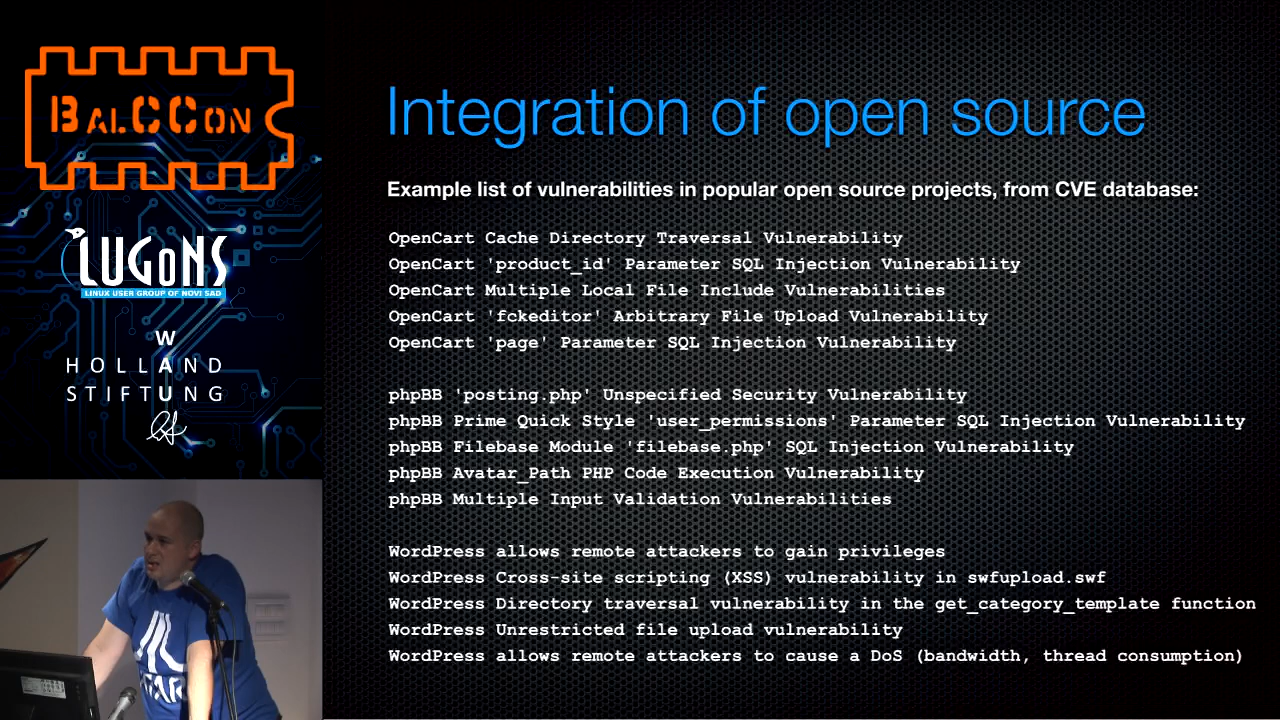 BALCCON
LUGONS
LINUX USER GROUP OF NOVI SAD
W
HOLLAND
STIFTUNG
Integration of open source
Example list of vulnerabilities in popular open source projects, from CVE database:
OpenCart Cache Directory Traversal Vulnerability
OpenCart 'product_id' Parameter SQL Injection Vulnerability
OpenCart Multiple Local File Include Vulnerabilities
OpenCart 'fckeditor' Arbitrary File Upload Vulnerability
OpenCart 'page' Parameter SQL Injection Vulnerability
phpBB 'posting.php' Unspecified Security Vulnerability
phpBB Prime Quick Style 'user_permissions' Parameter SQL Injection Vulnerability
phpBB Filebase Module 'filebase.php' SQL Injection Vulnerability
phpBB Avatar_Path PHP Code Execution Vulnerability
phpBB Multiple Input Validation Vulnerabilities
WordPress allows remote attackers to gain privileges
WordPress Cross-site scripting (XSS) vulnerability in swfupload.swf
WordPress Directory traversal vulnerability in the get_category_template function
WordPress Unrestricted file upload vulnerability
WordPress allows remote attackers to cause a DoS (bandwidth, thread consumption)